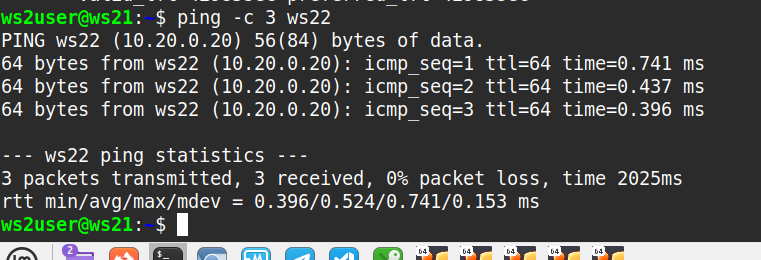 ws2user@ws21:~$ ping -c 3 ws22
PING ws22 (10.20.0.20) 56(84) bytes of data.
64 bytes from ws22 (10.20.0.20): icmp_seq=1 ttl=64 time=0.741 ms
64 bytes from ws22 (10.20.0.20): icmp_seq=2 ttl=64 time=0.437 ms
64 bytes from ws22 (10.20.0.20): icmp_seq=3 ttl=64 time=0.396 ms
--- ws22 ping statistics ---
3 packets transmitted, 3 received, 0% packet loss, time 2025ms
rtt min/avg/max/mdev = 0.396/0.524/0.741/0.153 ms
ws2user@ws21:~$
2
$_
64 64 64 64 64